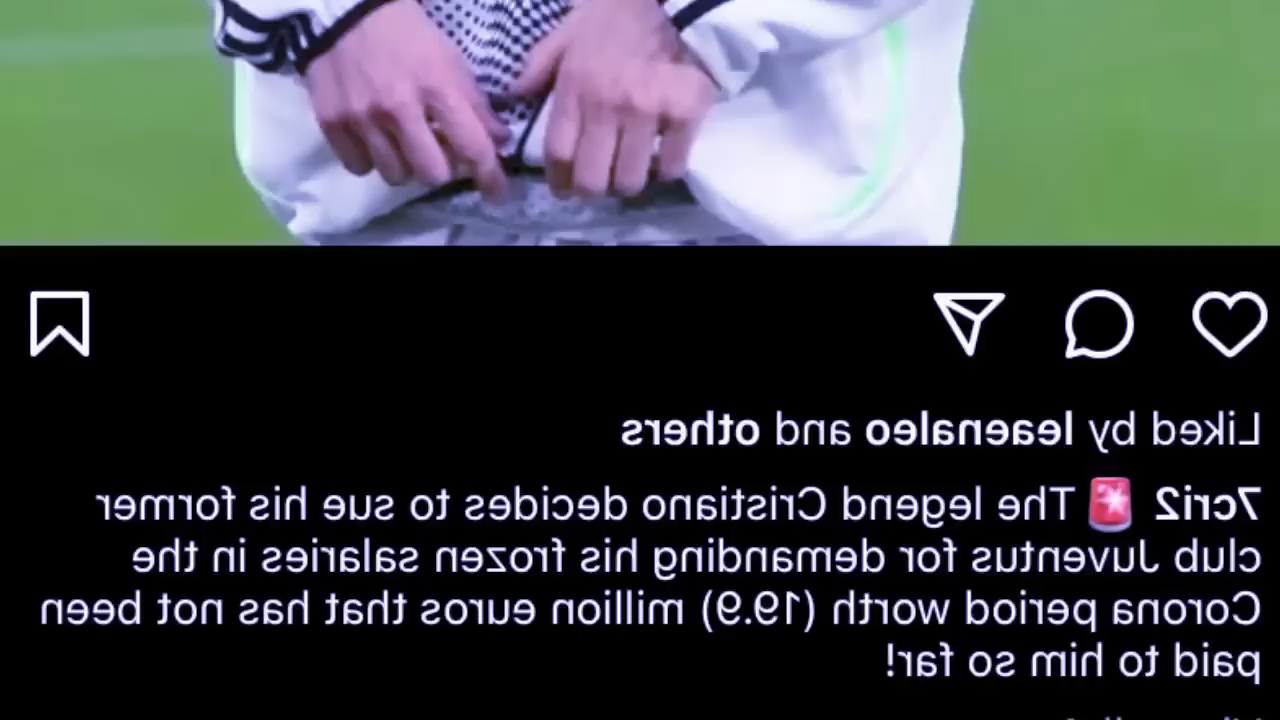 Liked by leaenaleo and others
7cri2 🚨 The legend Cristiano decides to sue his former
club Juventus for demanding his frozen salaries in the
Corona period worth (19.9) million euros that has not been
paid to him so far!